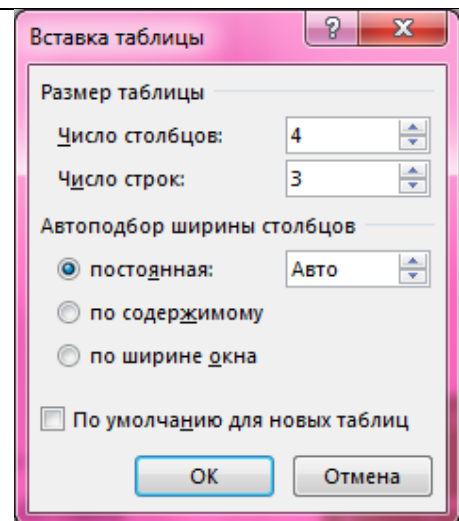 Вставка таблицы
Размер таблицы
Число столбцов: 4
Число строк: 3
Автоподбор ширины столбцов
постоянная: Авто
по содержимому
по ширине окна
По умолчанию для новых таблиц
ОК Отмена